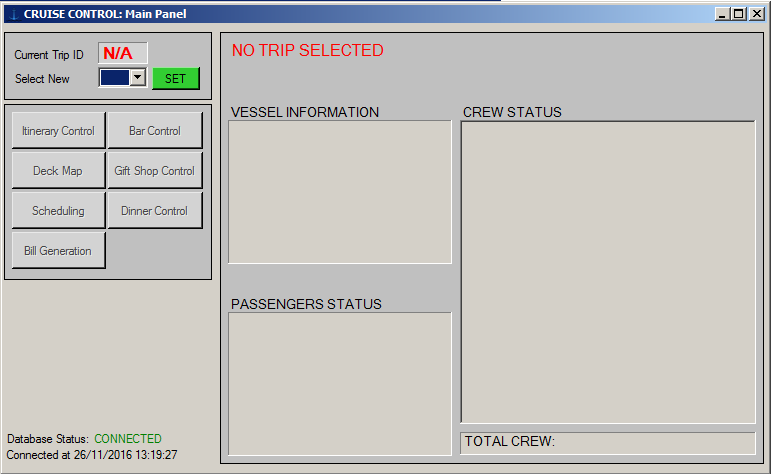 CRUISE CONTROL: Main Panel
Current Trip ID N/A
Select New SET
Itinerary Control Bar Control
Deck Map Gift Shop Control
Scheduling Dinner Control
Bill Generation
Database Status: CONNECTED
Connected at 26/11/2016 13:19:27
NO TRIP SELECTED
VESSEL INFORMATION
PASSENGERS STATUS
CREW STATUS
TOTAL CREW: